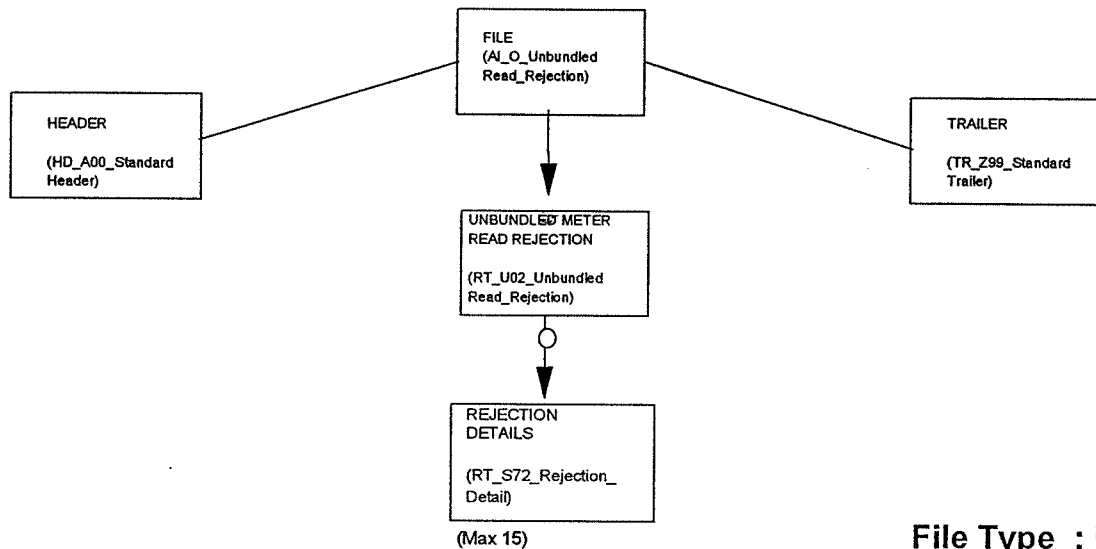 FILE
(AI_O_Unbundled
Read_Rejection)
HEADER
(HD_A00_Standard
Header)
TRAILER
(TR_Z99_Standard
Trailer)
UNBUNDLED METER
READ REJECTION
(RT_U02_Unbundled
Read_Rejection)
REJECTION
DETAILS
(RT_S72_Rejection_
Detail)
(Max 15)
File Type :